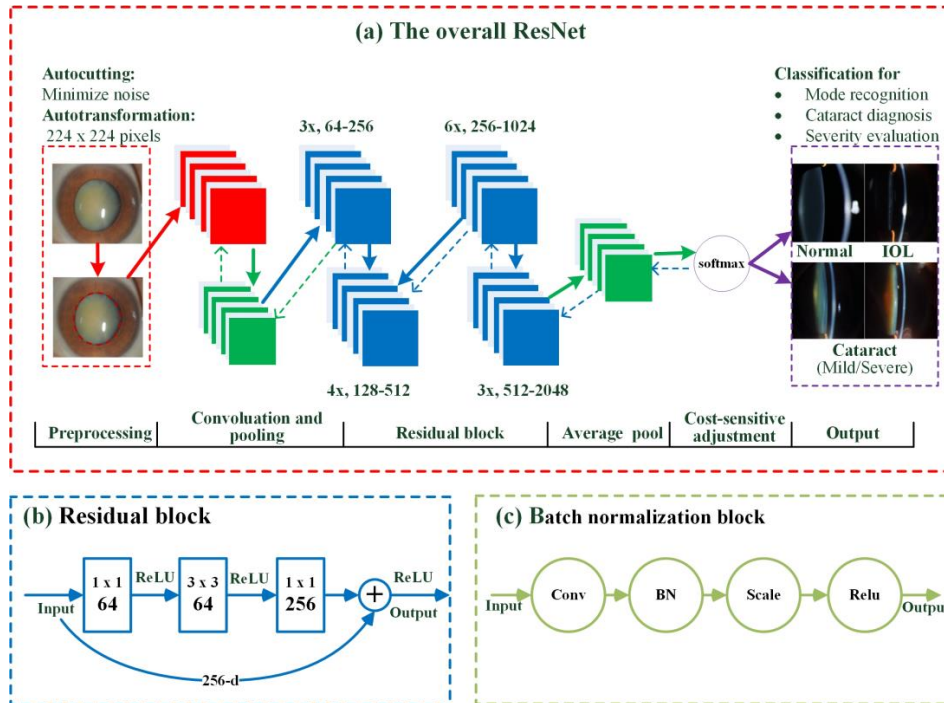 (a) The overall ResNet
Autocutting:
Minimize noise
Autotransformation:
224 x 224 pixels
3x, 64-256
6x, 256-1024
Classification for
• Mode recognition
• Cataract diagnosis
• Severity evaluation
softmax
Normal
IOL
Cataract
(Mild/Severe)
4x, 128-512
3x, 512-2048
Preprocessing
Convoluation and
pooling
Residual block
Average pool
Cost-sensitive
adjustment
Output
(b) Residual block
Input
1 x 1
64
ReLU
3 x 3
64
ReLU
1 x 1
256
+
ReLU
Output
256-d
(c) Batch normalization block
Input
Conv
BN
Scale
Relu
Output